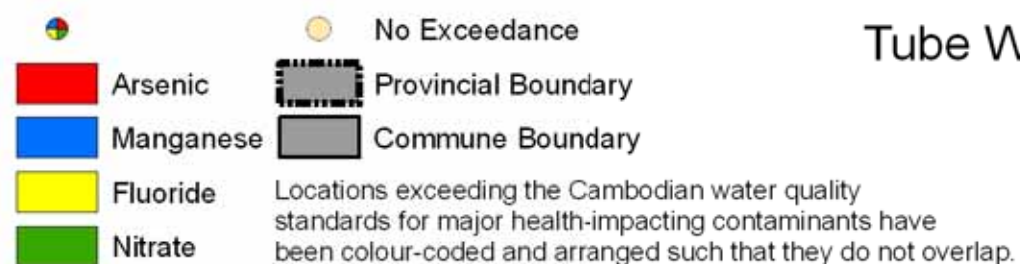 No Exceedance
Tube W
Arsenic
Provincial Boundary
Manganese
Commune Boundary
Fluoride
Nitrate
Locations exceeding the Cambodian water quality
standards for major health-impacting contaminants have
been colour-coded and arranged such that they do not overlap.